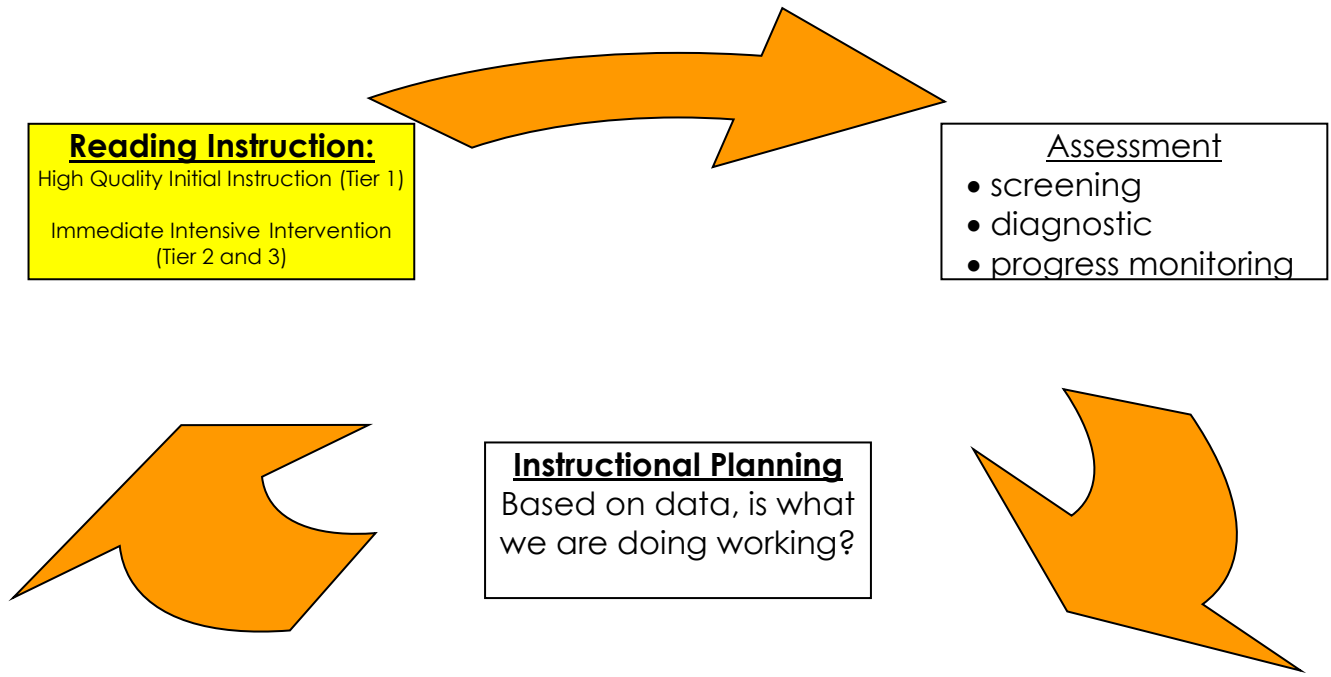 Reading Instruction:
High Quality Initial Instruction (Tier 1)
Immediate Intensive Intervention
(Tier 2 and 3)
Assessment
• screening
• diagnostic
• progress monitoring
Instructional Planning
Based on data, is what
we are doing working?